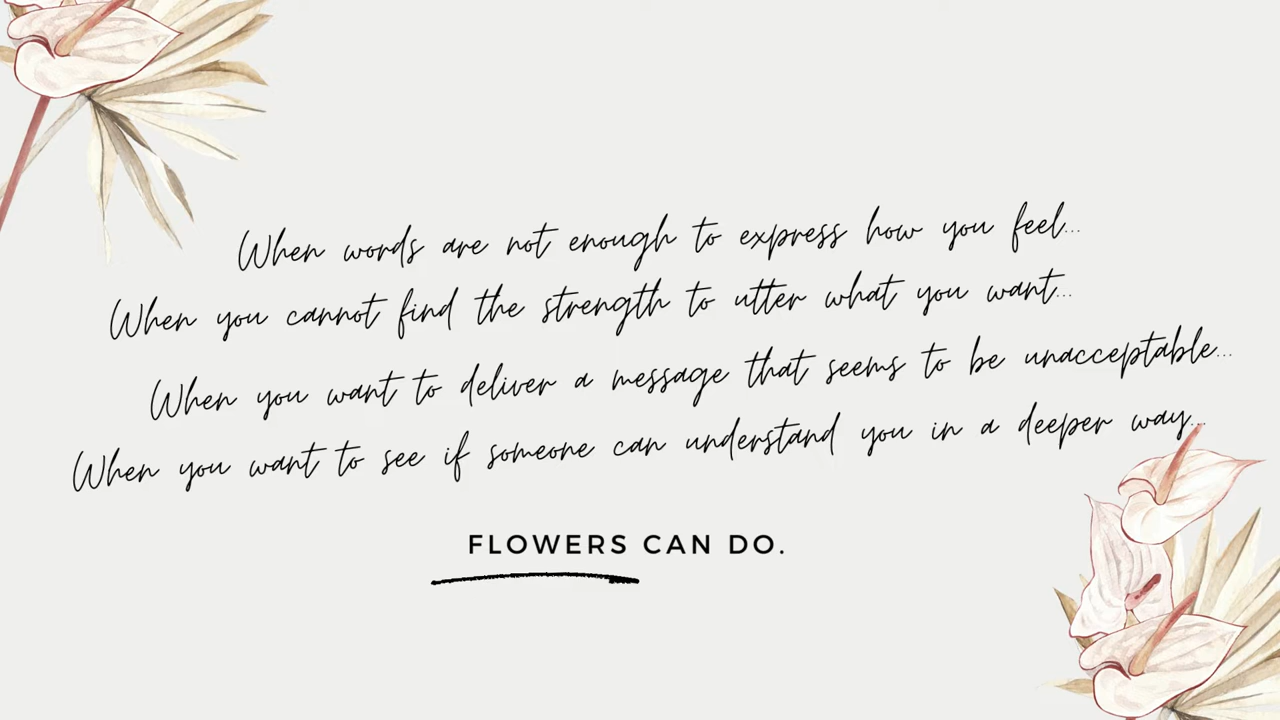 When words are not enough to express how you feel...
When you cannot find the strength to utter what you want...
When you want to deliver a message that seems to be unacceptable...
When you want to see if someone can understand you in a deeper way...
FLOWERS CAN DO.